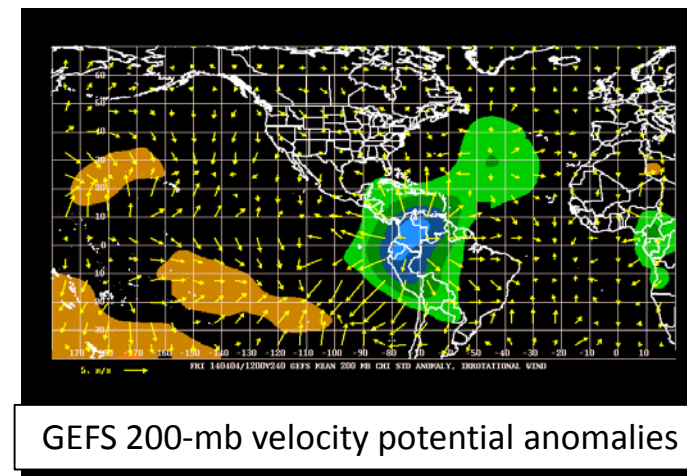 60
50
40
30
20
10
0
10
20
30
170 -180 -170 -160 -150 -140 -130 -120 -110 -100 -90 -80 -70 -60 -50 -40 -30 -20 -10 0 10
5. m/s
FRI 140404/1200V240 GEFS MEAN 200 MB CHI STD ANOMALY, IRROTATIONAL WIND
GEFS 200-mb velocity potential anomalies